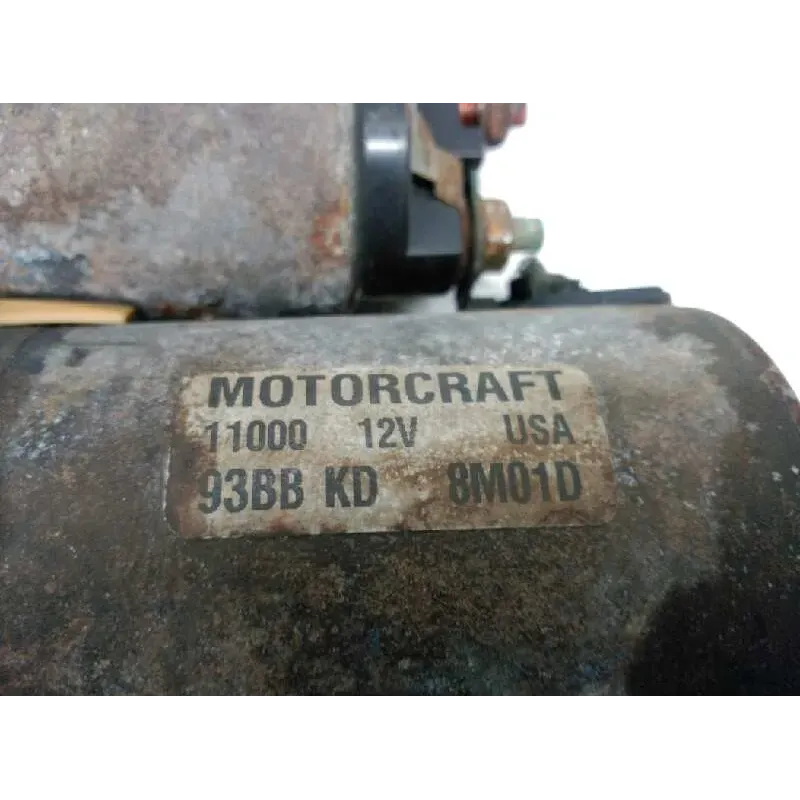 MOTORCRAFT
11000 12V USA
93BB KD 8M01D